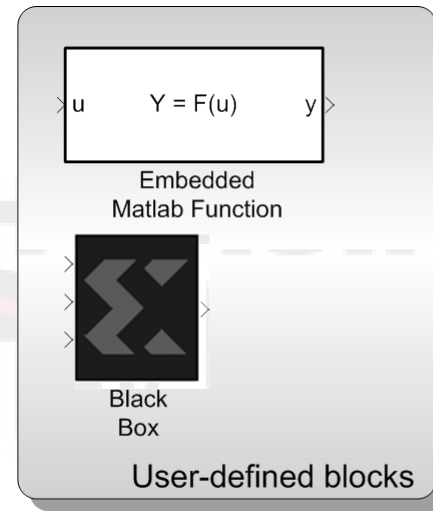 u Y = F(u) y
Embedded
Matlab Function
Black
Box
User-defined blocks